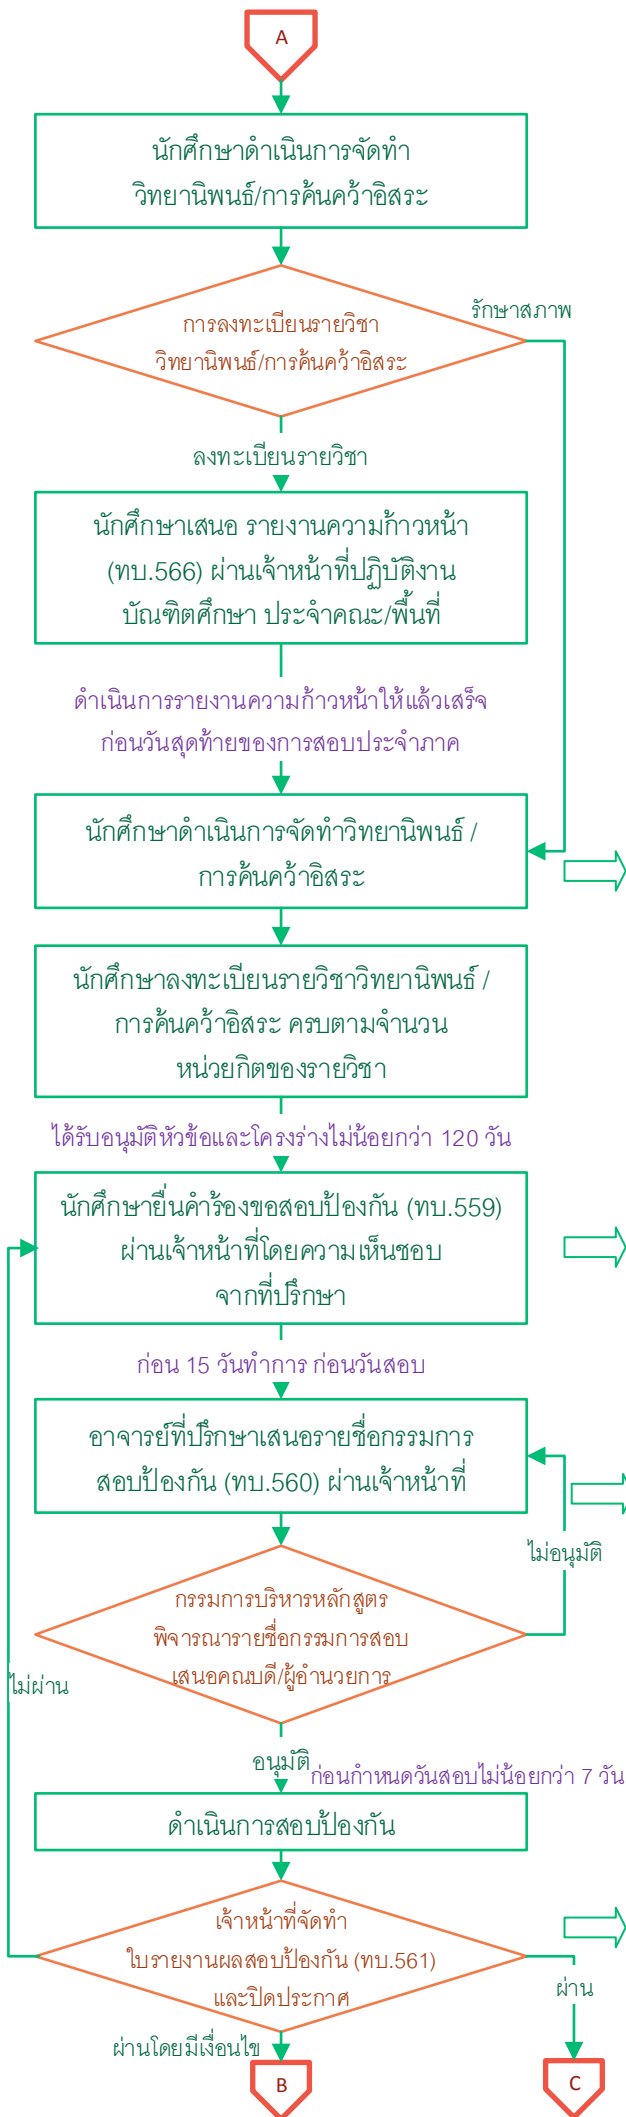 A
นักศึกษาดำเนินการจัดทำ
วิทยานิพนธ์/การค้นคว้าอิสระ
การลงทะเบียนรายวิชา
วิทยานิพนธ์/การค้นคว้าอิสระ
รักษาสภาพ
ลงทะเบียนรายวิชา
นักศึกษาเสนอ รายงานความก้าวหน้า
(ทบ.566) ผ่านเจ้าหน้าที่ปฏิบัติงาน
บัณฑิตศึกษา ประจำคณะ/พื้นที่
ดำเนินการรายงานความก้าวหน้าให้แล้วเสร็จ
ก่อนวันสุดท้ายของการสอบประจำภาค
นักศึกษาดำเนินการจัดทำวิทยานิพนธ์ /
การค้นคว้าอิสระ
นักศึกษาลงทะเบียนรายวิชาวิทยานิพนธ์ /
การค้นคว้าอิสระ ครบตามจำนวน
หน่วยกิตของรายวิชา
ได้รับอนุมัติหัวข้อและโครงร่างไม่น้อยกว่า 120 วัน
นักศึกษายื่นคำร้องขอสอบป้องกัน (ทบ.559)
ผ่านเจ้าหน้าที่โดยความเห็นชอบ
จากที่ปรึกษา
ก่อน 15 วันทำการ ก่อนวันสอบ
อาจารย์ที่ปรึกษาเสนอรายชื่อกรรมการ
สอบป้องกัน (ทบ.560) ผ่านเจ้าหน้าที่
ไม่อนุมัติ
กรรมการบริหารหลักสูตร
พิจารณารายชื่อกรรมการสอบ
เสนอคณบดี/ผู้อำนวยการ
ไม่ผ่าน
อนุมัติ
ก่อนกำหนดวันสอบไม่น้อยกว่า 7 วัน
ดำเนินการสอบป้องกัน
เจ้าหน้าที่จัดทำ
ใบรายงานผลสอบป้องกัน (ทบ.561)
และปิดประกาศ
ผ่าน
ผ่านโดยมีเงื่อนไข
B
C